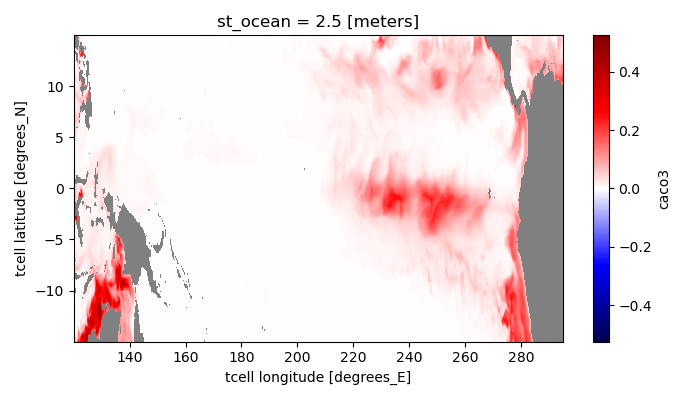 st_ocean = 2.5 [meters]
10
5
0
−5
−10
tcell latitude [degrees_N]
140 160 180 200 220 240 260 280
tcell longitude [degrees_E]
0.4
0.2
0.0
−0.2
−0.4
caco3